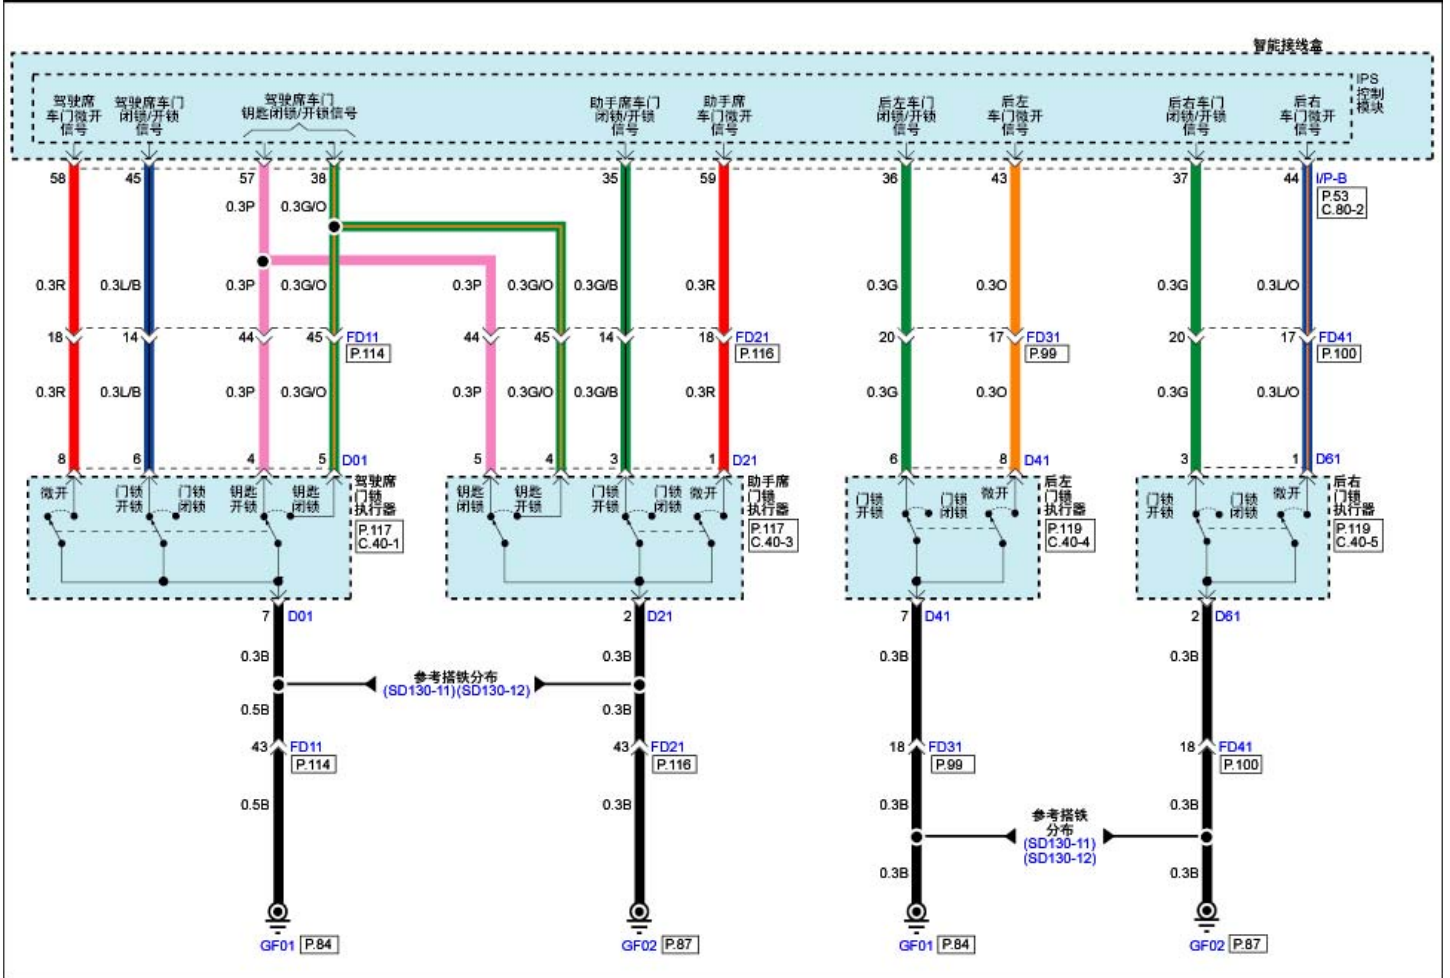 智能接线盒
IPS
控制
模块
驾驶席
车门微开
信号
驾驶席车门
闭锁/开锁
信号
驾驶席车门
钥匙闭锁/开锁信号
助手席车门
闭锁/开锁
信号
助手席
车门微开
信号
后左车门
闭锁/开锁
信号
后左
车门微开
信号
后右车门
闭锁/开锁
信号
后右
车门微开
信号
58 45 57 38 35 59 36 43 37 44 I/P-B
P.53
C.80-2
0.3P 0.3G/O
0.3R 0.3L/B 0.3P 0.3G/O 0.3P 0.3G/O 0.3G/B 0.3R 0.3G 0.3O 0.3G 0.3L/O
18 14 44 45 FD11 44 45 14 18 FD21 20 17 FD31 20 17 FD41
P.114 P.116 P.99 P.100
0.3R 0.3L/B 0.3P 0.3G/O 0.3P 0.3G/O 0.3G/B 0.3R 0.3G 0.3O 0.3G 0.3L/O
8 6 4 5 D01 5 4 3 1 D21 6 8 D41 3 1 D61
微开
门锁
开锁
门锁
闭锁
钥匙
开锁
钥匙
闭锁
驾驶席
门锁
执行器
P.117
C.40-1
钥匙
闭锁
钥匙
开锁
门锁
开锁
门锁
闭锁
微开
助手席
门锁
执行器
P.117
C.40-3
门锁
开锁
门锁
闭锁
微开
后左
门锁
执行器
P.119
C.40-4
门锁
开锁
门锁
闭锁
微开
后右
门锁
执行器
P.119
C.40-5
7 D01 2 D21 7 D41 2 D61
0.3B 0.3B 0.3B 0.3B
参考搭铁分布
(SD130-11)(SD130-12)
0.5B 0.3B
43 FD11 43 FD21 18 FD31 18 FD41
P.114 P.116 P.99 P.100
0.5B 0.3B 0.3B 0.3B
参考搭铁
分布
(SD130-11)
(SD130-12)
0.3B 0.3B
GF01 P.84 GF02 P.87 GF01 P.84 GF02 P.87